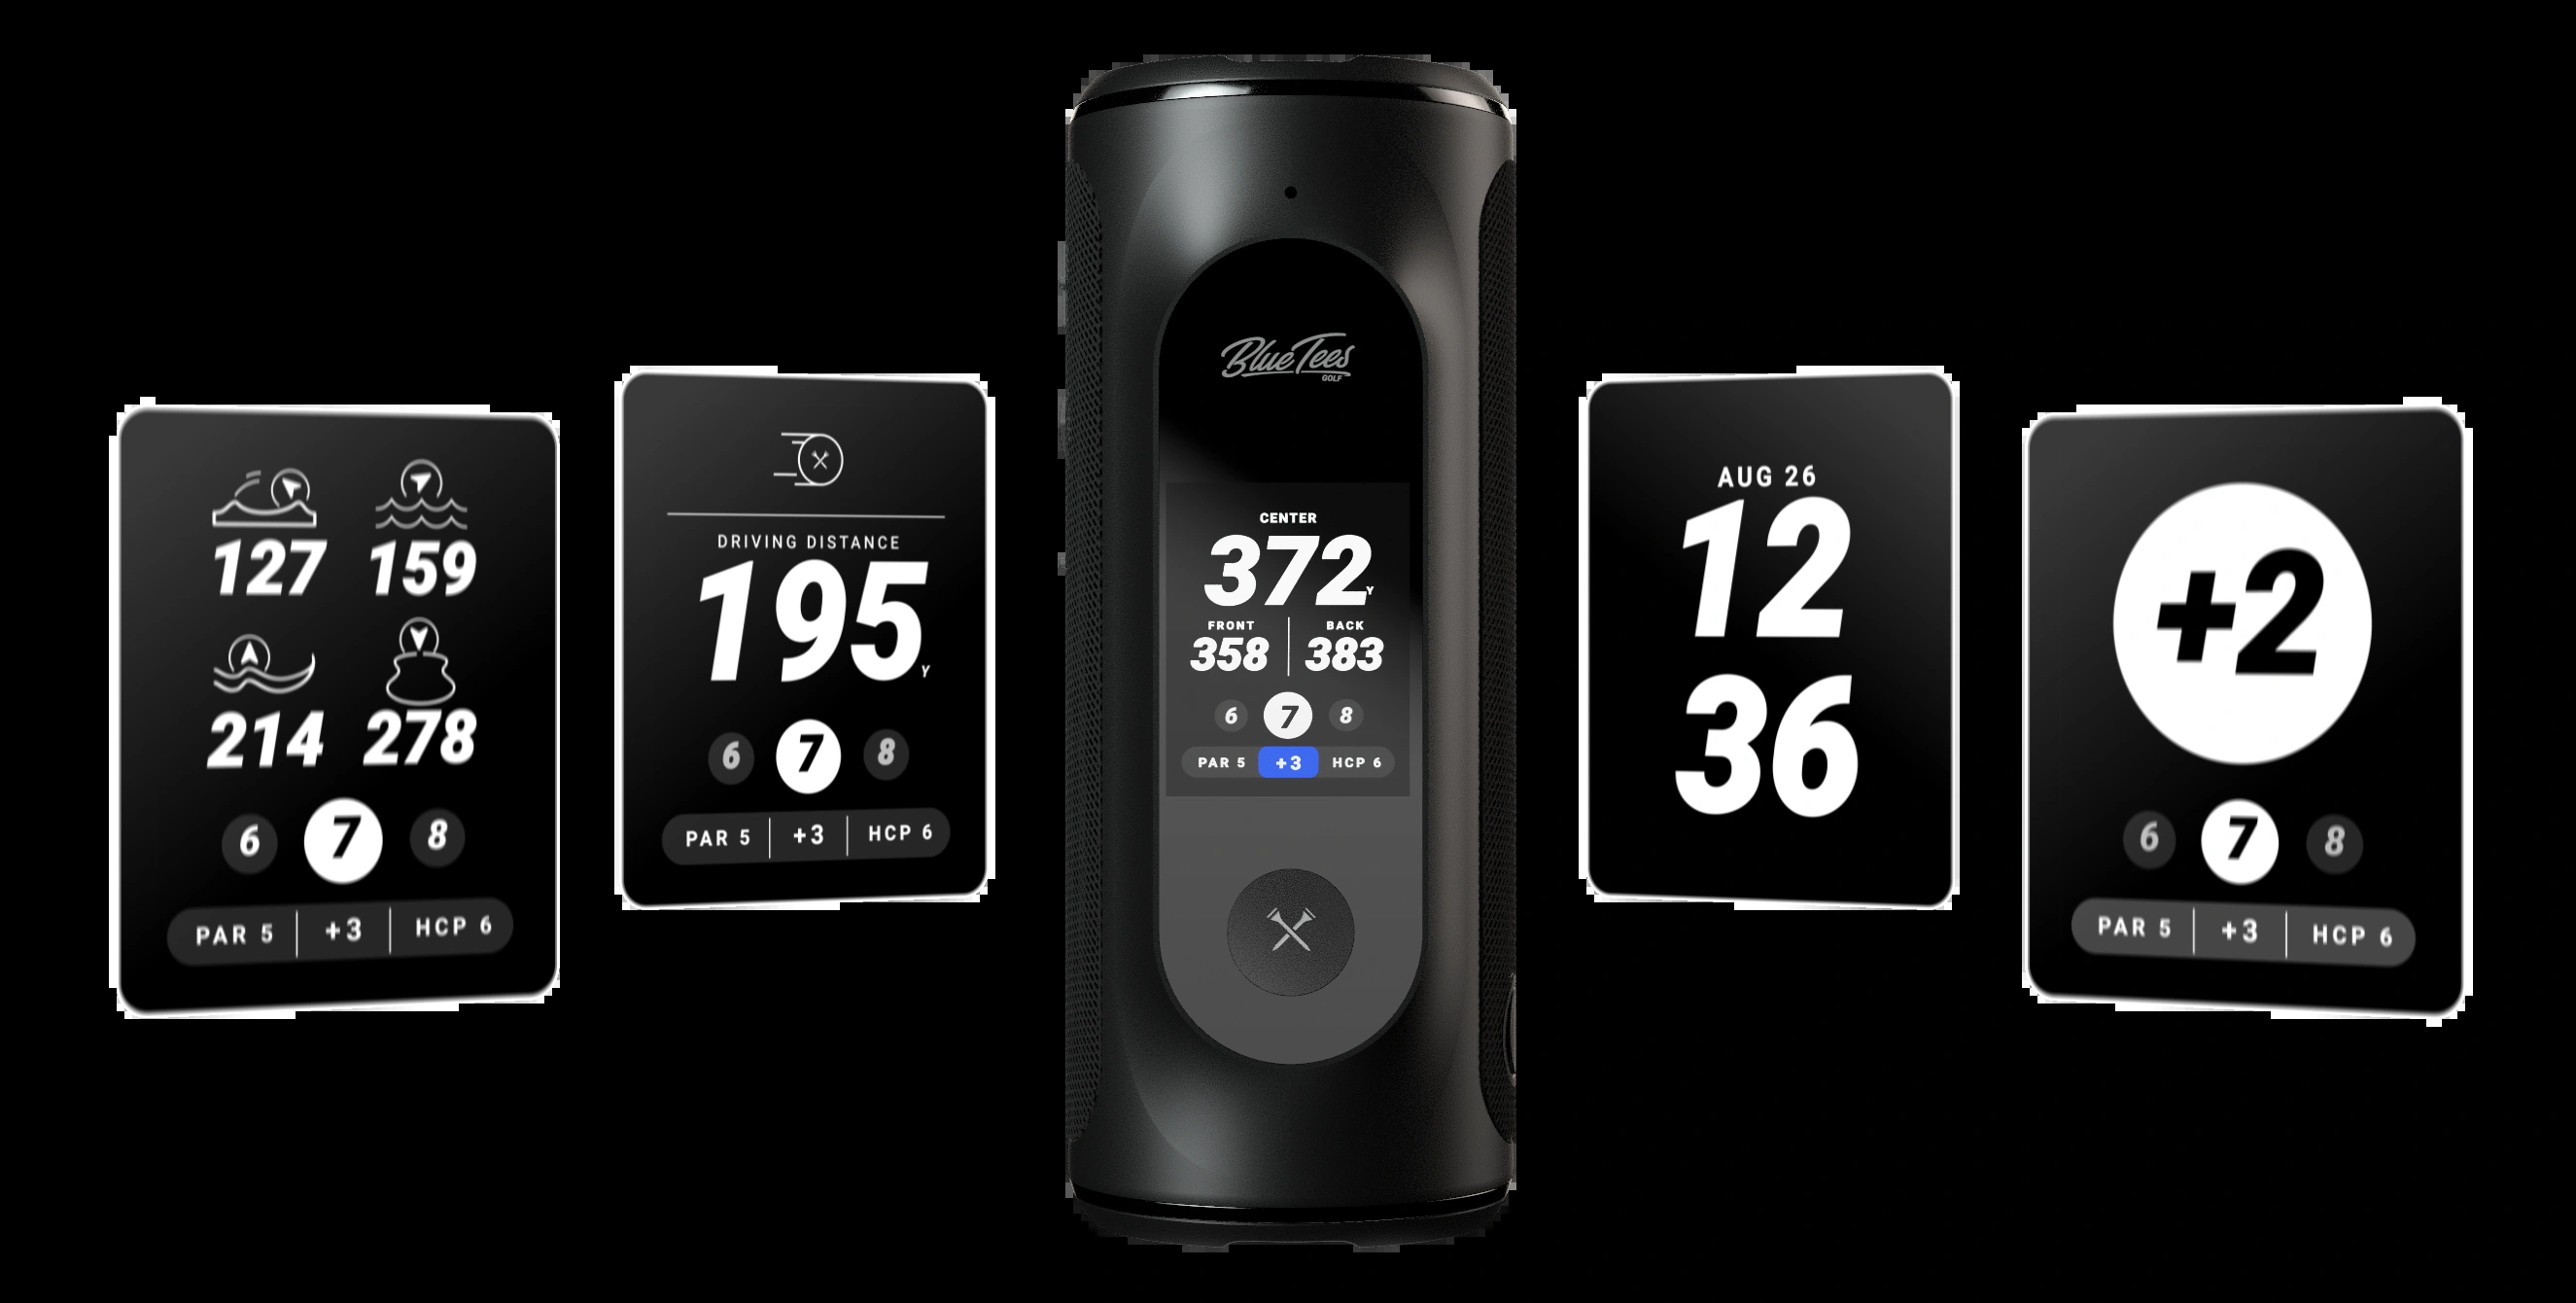 127 159
214 278
6 7 8
PAR 5 +3 HCP 6
DRIVING DISTANCE
195Y
6 7 8
PAR 5 +3 HCP 6
Blue Tees
GOLF
CENTER
372Y
FRONT BACK
358 383
6 7 8
PAR 5 +3 HCP 6
AUG 26
12
36
+2
6 7 8
PAR 5 +3 HCP 6